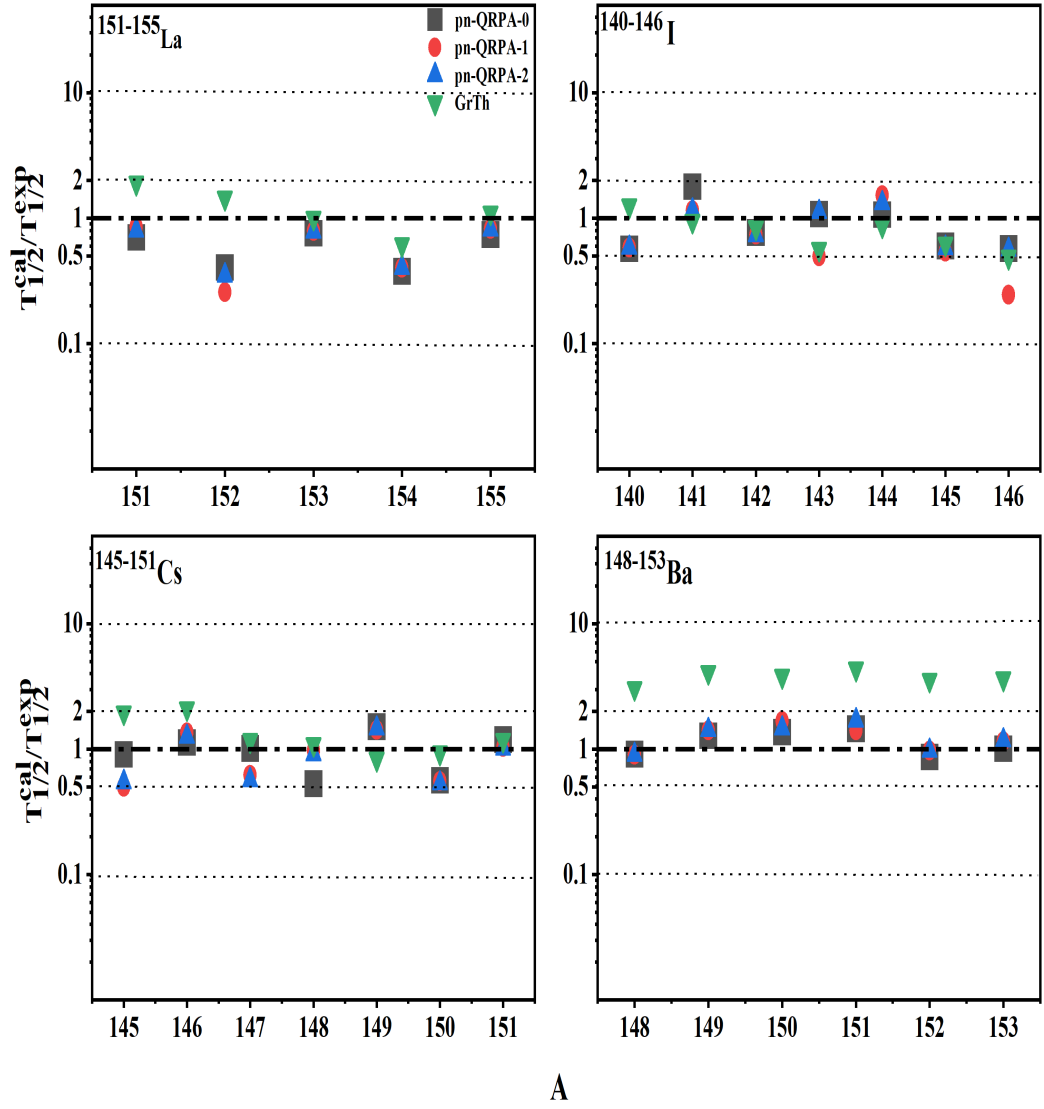 151-155La
pn-QRPA-0
pn-QRPA-1
pn-QRPA-2
GrTh
10
2
1
0.5
0.1
Tcal1/2/Texp1/2
151 152 153 154 155
140-146 I
10
2
1
0.5
0.1
140 141 142 143 144 145 146
145-151Cs
10
2
1
0.5
0.1
Tcal1/2/Texp1/2
145 146 147 148 149 150 151
148-153Ba
10
2
1
0.5
0.1
148 149 150 151 152 153
A